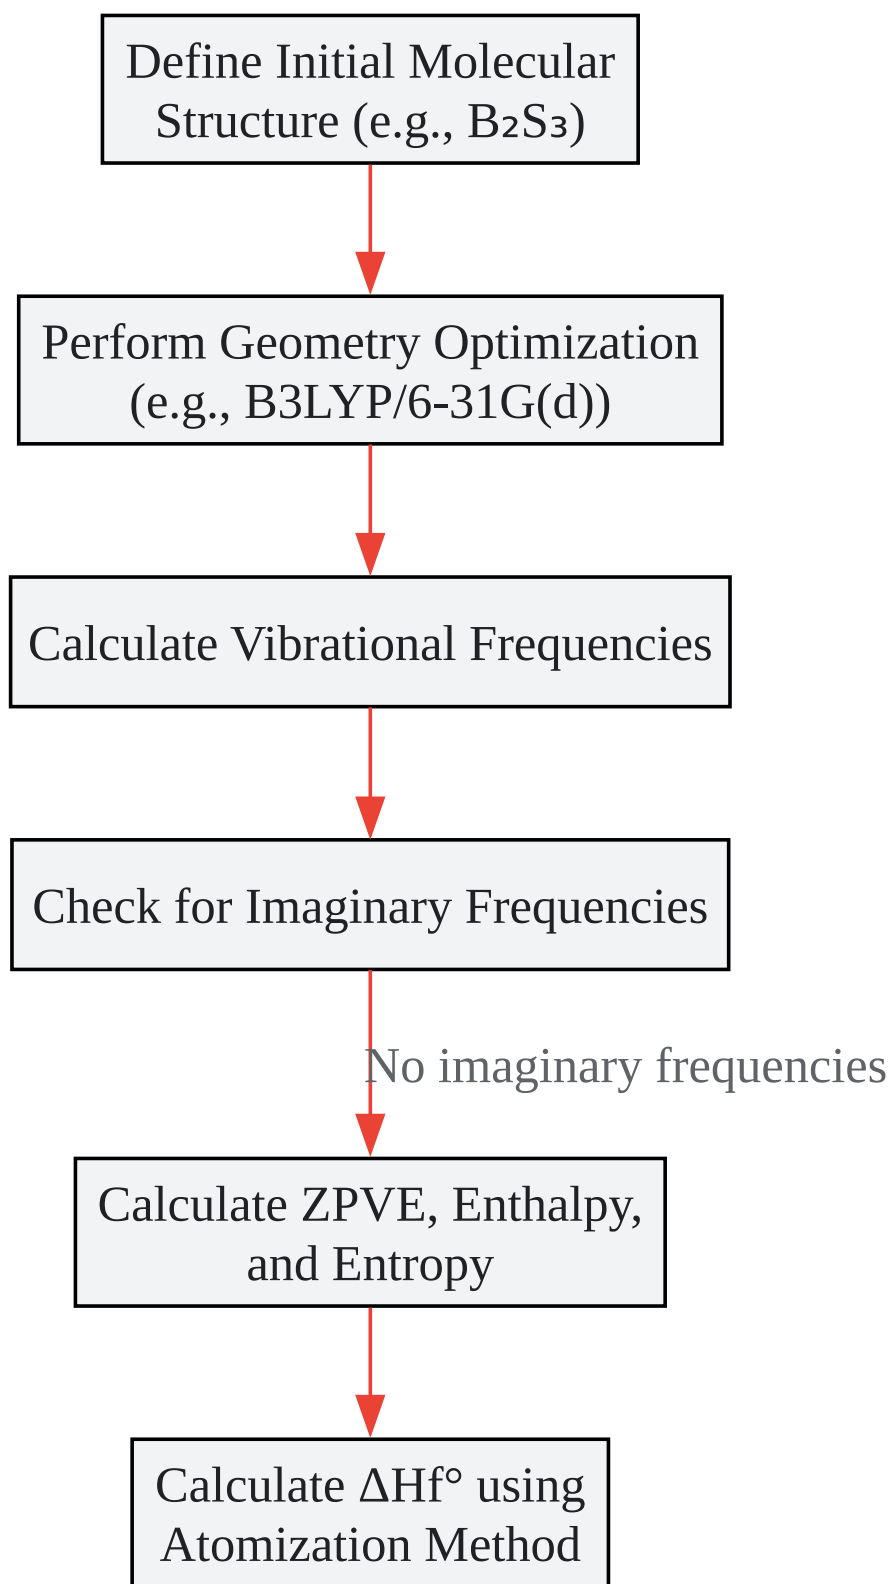 Define Initial Molecular
Structure (e.g., B₂S₃)
Perform Geometry Optimization
(e.g., B3LYP/6-31G(d))
Calculate Vibrational Frequencies
Check for Imaginary Frequencies
No imaginary frequencies
Calculate ZPVE, Enthalpy,
and Entropy
Calculate ΔHf° using
Atomization Method